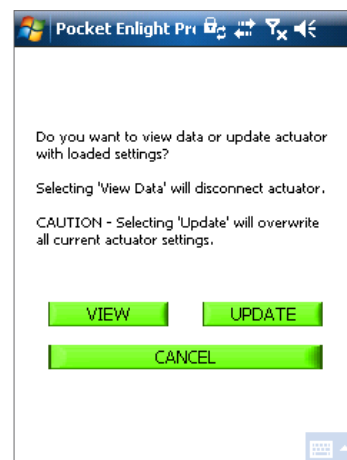 Pocket Enlight Pr
Do you want to view data or update actuator
with loaded settings?
Selecting 'View Data' will disconnect actuator.
CAUTION - Selecting 'Update' will overwrite
all current actuator settings.
VIEW
UPDATE
CANCEL